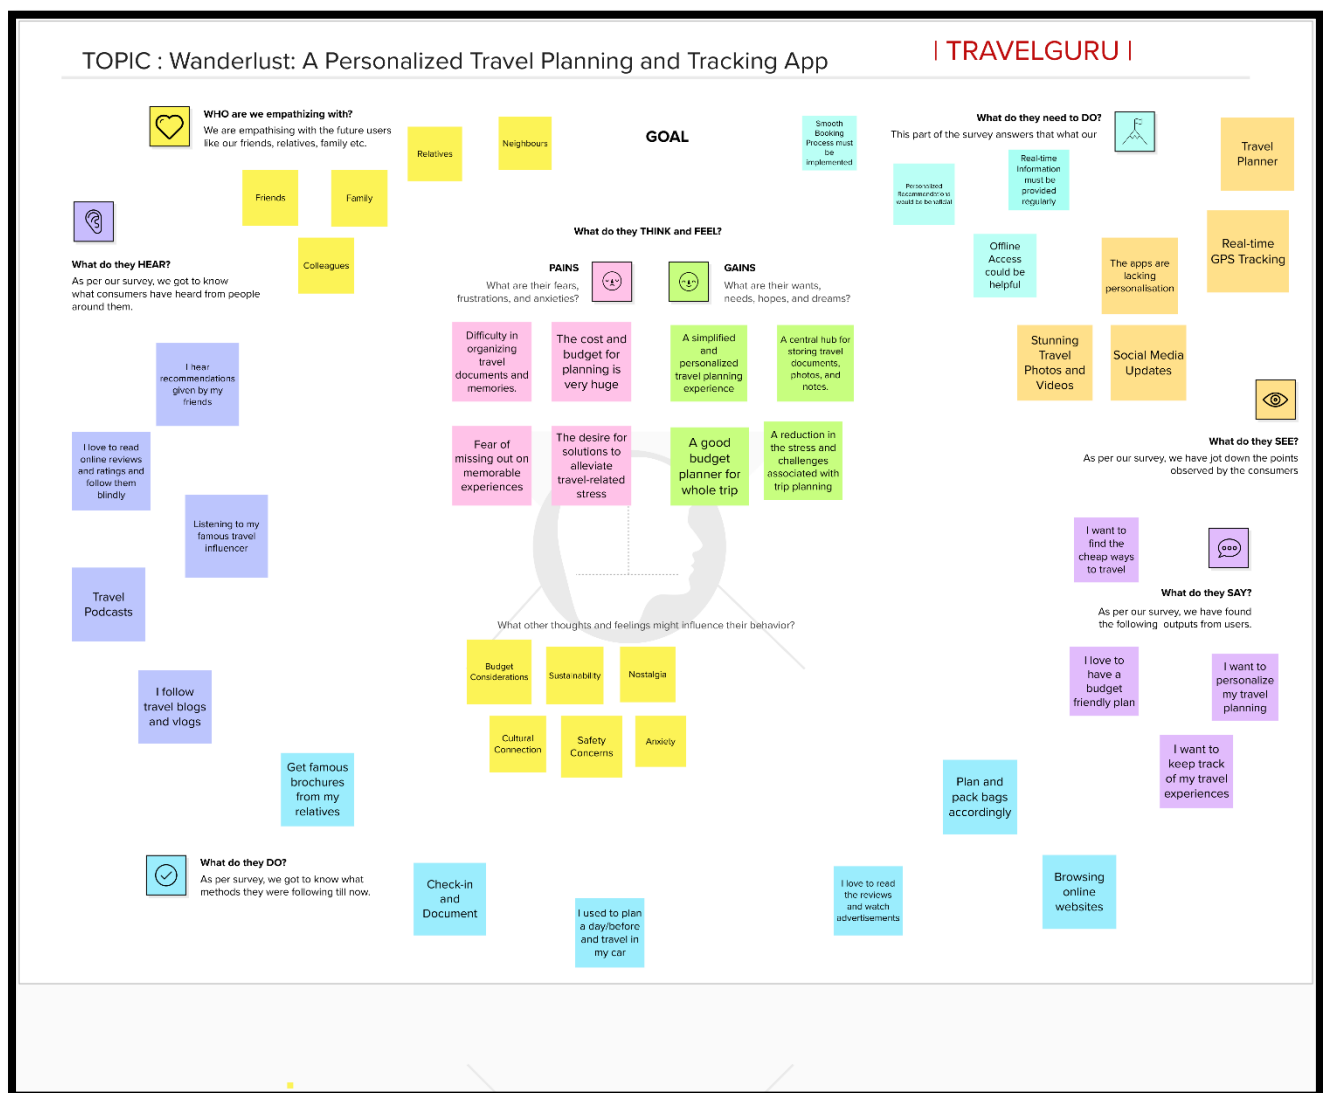 TOPIC : Wanderlust: A Personalized Travel Planning and Tracking App
| TRAVELGURU |
WHO are we empathizing with?
We are empathising with the future users
like our friends, relatives, family etc.
Relatives
Neighbours
Friends
Family
Colleagues
GOAL
Smooth
Booking
Process must
be
implemented
What do they need to DO?
This part of the survey answers that what our
Personalized
Recommendations
would be beneficial
Real-time
Information
must be
provided
regularly
Offline
Access
could be
helpful
Travel
Planner
Real-time
GPS Tracking
The apps are
lacking
personalisation
Stunning
Travel
Photos and
Videos
Social Media
Updates
What do they SEE?
As per our survey, we have jot down the points
observed by the consumers
What do they HEAR?
As per our survey, we got to know
what consumers have heard from people
around them.
I hear
recommendations
given by my
friends
I love to read
online reviews
and ratings and
follow them
blindly
Listening to my
famous travel
influencer
Travel
Podcasts
I follow
travel blogs
and vlogs
What do they THINK and FEEL?
PAINS
What are their fears,
frustrations, and anxieties?
GAINS
What are their wants,
needs, hopes, and dreams?
Difficulty in
organizing
travel
documents and
memories.
The cost and
budget for
planning is
very huge
A simplified
and
personalized
travel planning
experience
A central hub for
storing travel
documents,
photos, and
notes.
Fear of
missing out on
memorable
experiences
The desire for
solutions to
alleviate
travel-related
stress
A good
budget
planner for
whole trip
A reduction in
the stress and
challenges
associated with
trip planning
What other thoughts and feelings might influence their behavior?
Budget
Considerations
Sustainability
Nostalgia
Cultural
Connection
Safety
Concerns
Anxiety
I want to
find the
cheap ways
to travel
What do they SAY?
As per our survey, we have found
the following outputs from users.
I love to
have a
budget
friendly plan
I want to
personalize
my travel
planning
I want to
keep track
of my travel
experiences
Get famous
brochures
from my
relatives
What do they DO?
As per survey, we got to know what
methods they were following till now.
Check-in
and
Document
I used to plan
a day/before
and travel in
my car
I love to read
the reviews
and watch
advertisements
Plan and
pack bags
accordingly
Browsing
online
websites